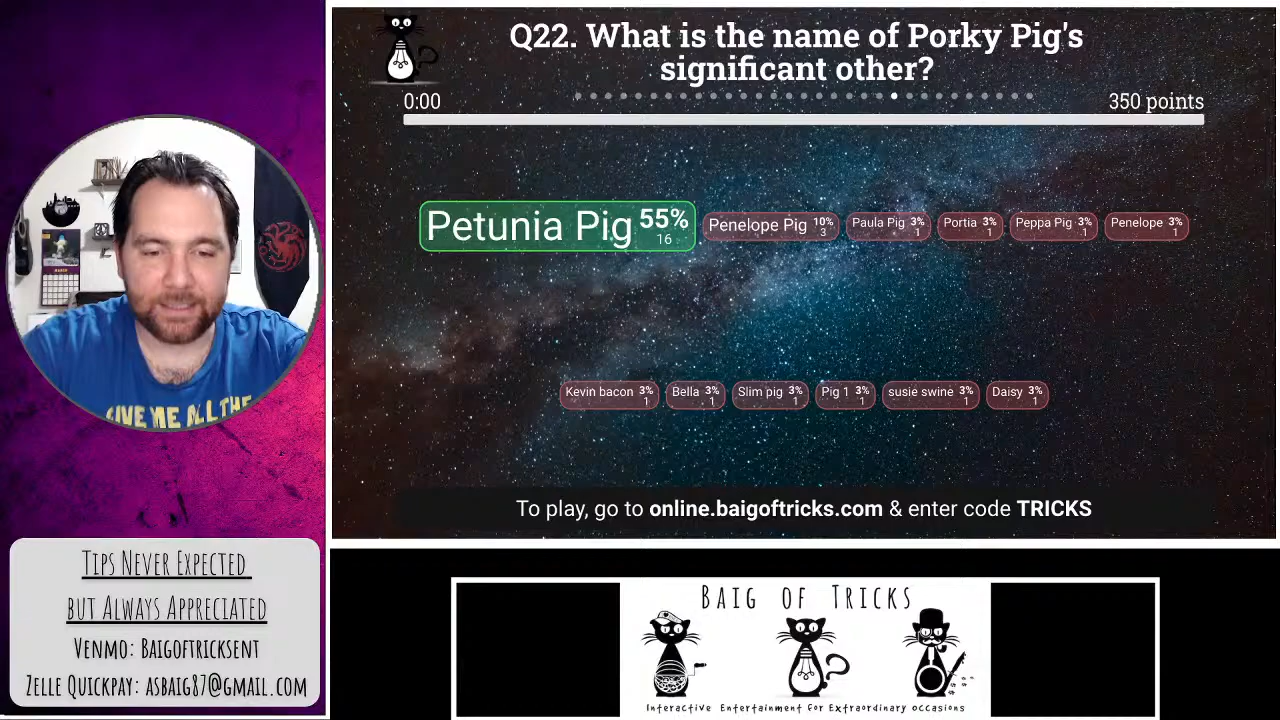 Q22. What is the name of Porky Pig's
significant other?
0:00
350 points
Petunia Pig 55% 16
Penelope Pig 10% 3
Paula Pig 3% 1
Portia 3% 1
Peppa Pig 3% 1
Penelope 3% 1
Kevin bacon 3% 1
Bella 3% 1
Slim pig 3% 1
Pig 1 3% 1
susie swine 3% 1
Daisy 3% 1
To play, go to online.baigoftricks.com & enter code TRICKS
GIVE ME ALL THE
Tips Never Expected
but Always Appreciated
Venmo: Baigoftricksent
Zelle Quickpay: asbaig87@gmail.com
Baig of Tricks
Interactive Entertainment for Extraordinary occasions